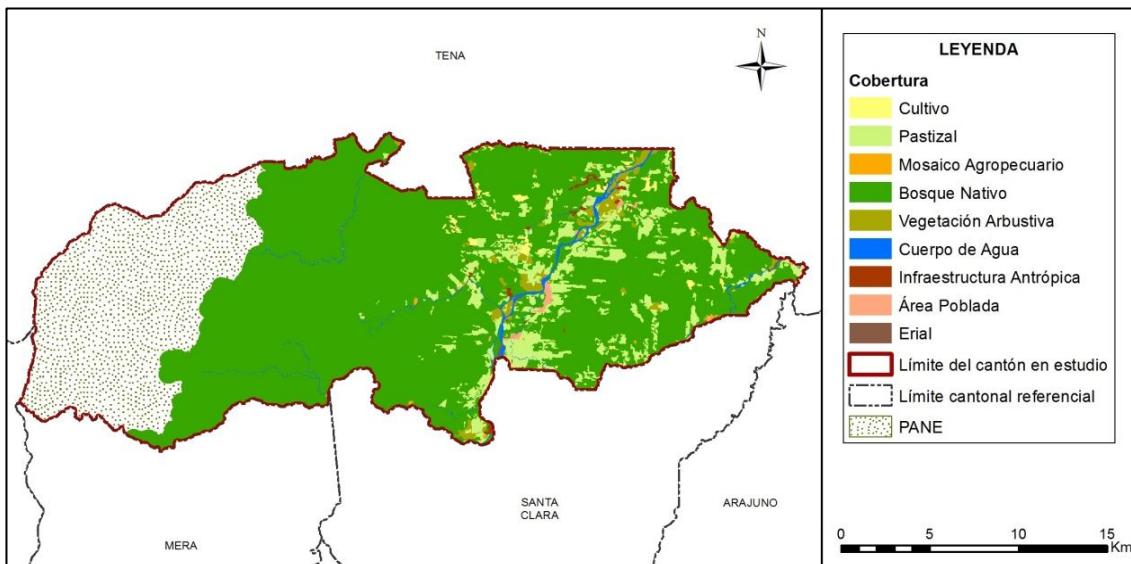 TENA
N
MERA
SANTA
CLARA
ARAJUNO
LEYENDA
Cobertura
Cultivo
Pastizal
Mosaico Agropecuario
Bosque Nativo
Vegetación Arbustiva
Cuerpo de Agua
Infraestructura Antrópica
Área Poblada
Erial
Límite del cantón en estudio
Límite cantonal referencial
PANE
0 5 10 15
Km